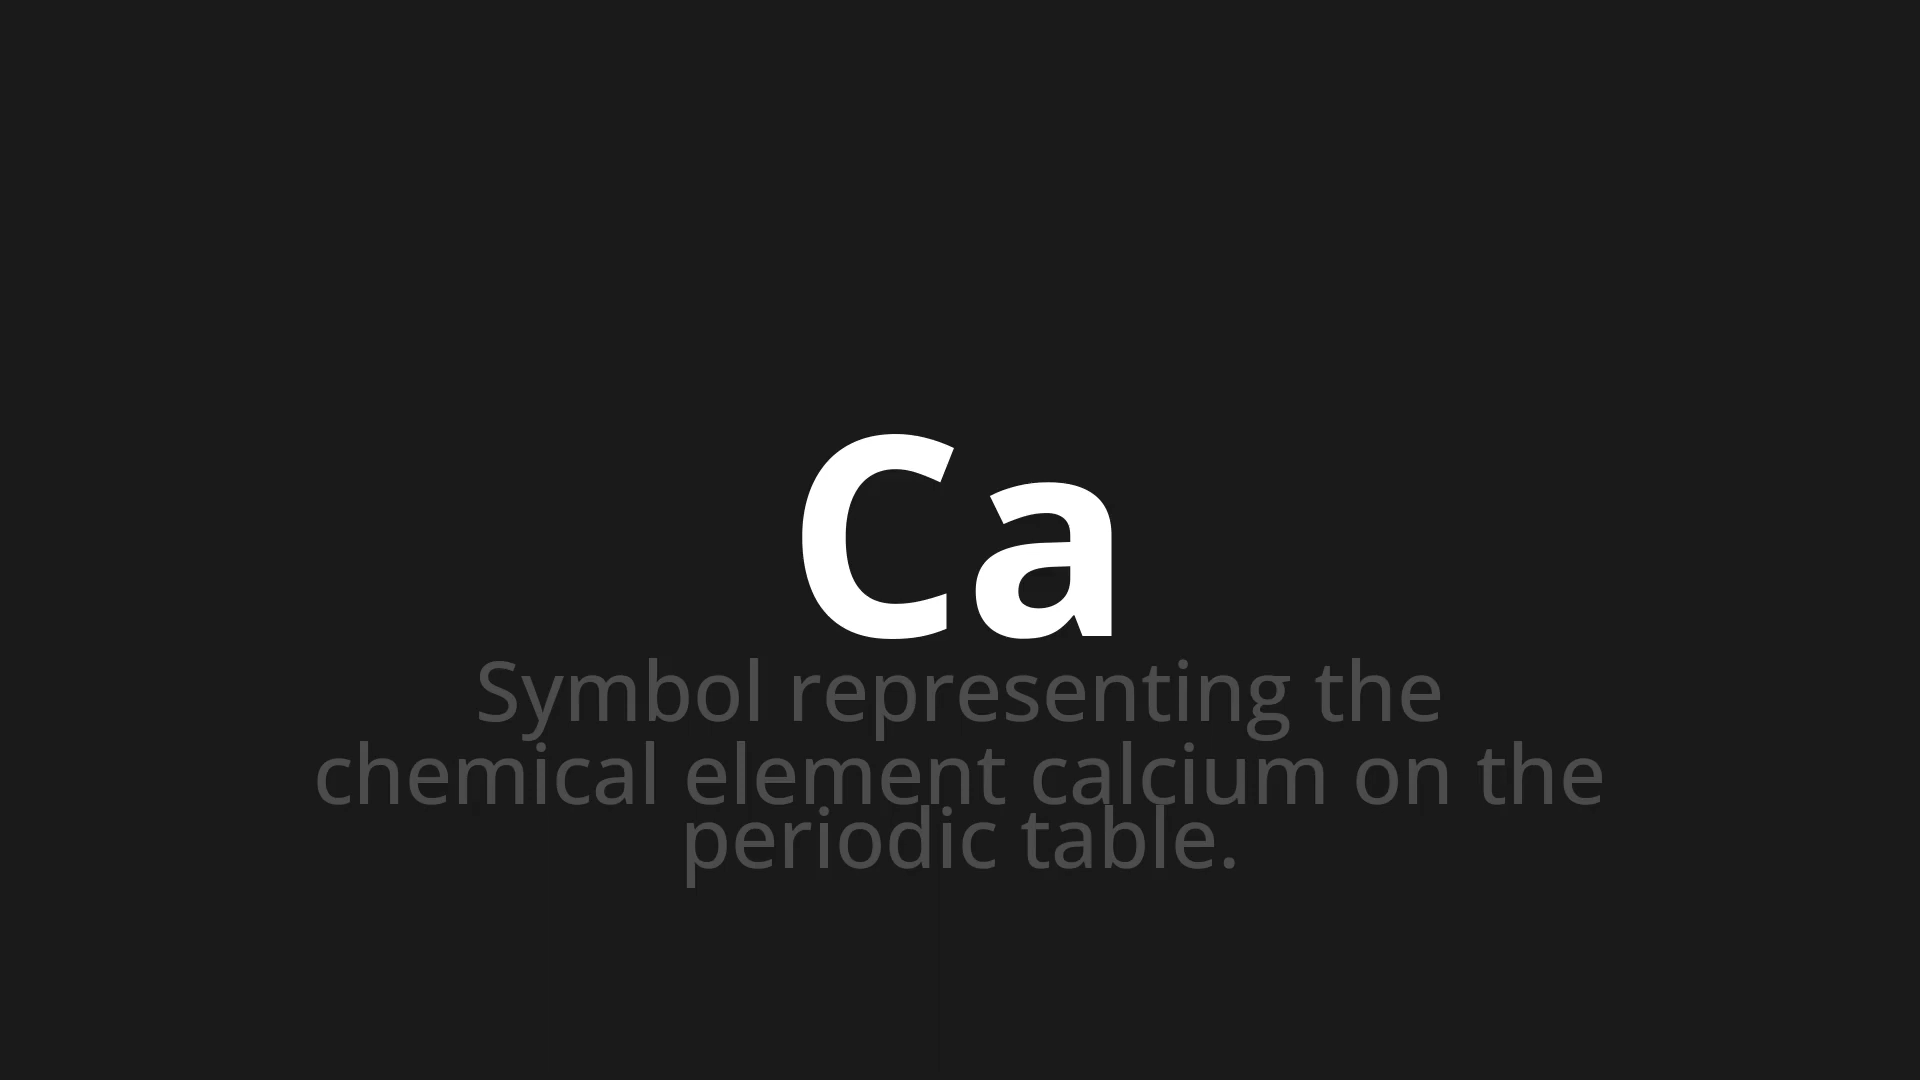 Ca
Symbol representing the
chemical element calcium on the
periodic table.